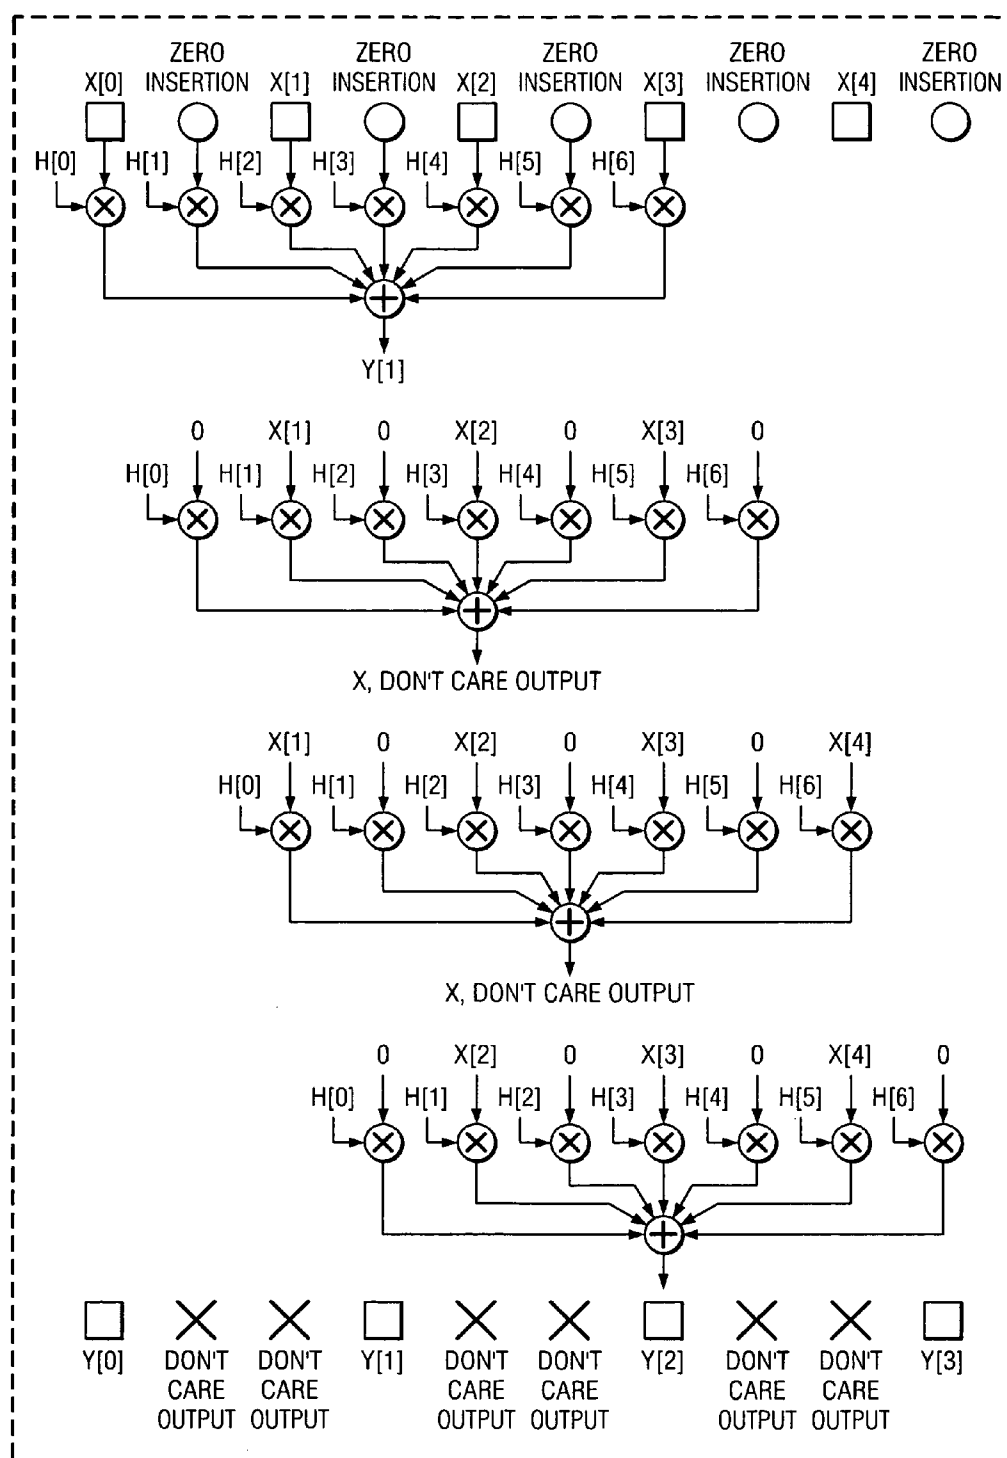 ZERO ZERO ZERO ZERO ZERO
X[0] INSERTION X[1] INSERTION X[2] INSERTION X[3] INSERTION X[4] INSERTION
H[0] H[1] H[2] H[3] H[4] H[5] H[6]
Y[1]
0 X[1] 0 X[2] 0 X[3] 0
H[0] H[1] H[2] H[3] H[4] H[5] H[6]
X, DON'T CARE OUTPUT
X[1] 0 X[2] 0 X[3] 0 X[4]
H[0] H[1] H[2] H[3] H[4] H[5] H[6]
X, DON'T CARE OUTPUT
0 X[2] 0 X[3] 0 X[4] 0
H[0] H[1] H[2] H[3] H[4] H[5] H[6]
Y[0] DON'T DON'T Y[1] DON'T DON'T Y[2] DON'T DON'T Y[3]
CARE CARE CARE CARE CARE CARE
OUTPUT OUTPUT OUTPUT OUTPUT OUTPUT OUTPUT